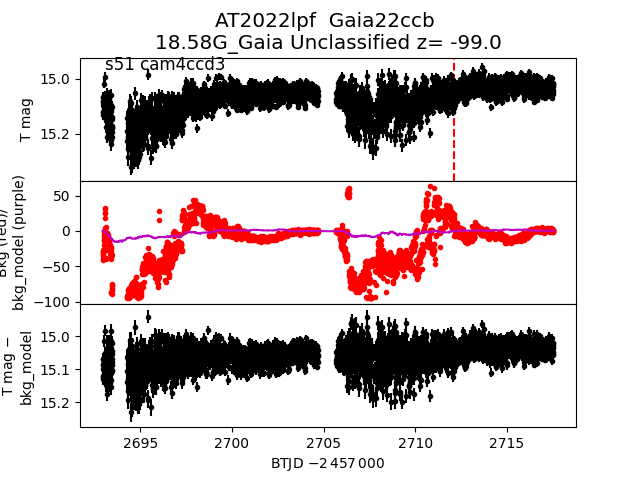 AT2022lpf  Gaia22ccb
18.58G_Gaia Unclassified z= -99.0
s51 cam4ccd3
15.0
15.2
T mag
50
0
−50
−100
Bkg (red)/
bkg_model (purple)
15.0
15.1
15.2
T mag −
bkg_model
2695
2700
2705
2710
2715
BTJD −2 457 000